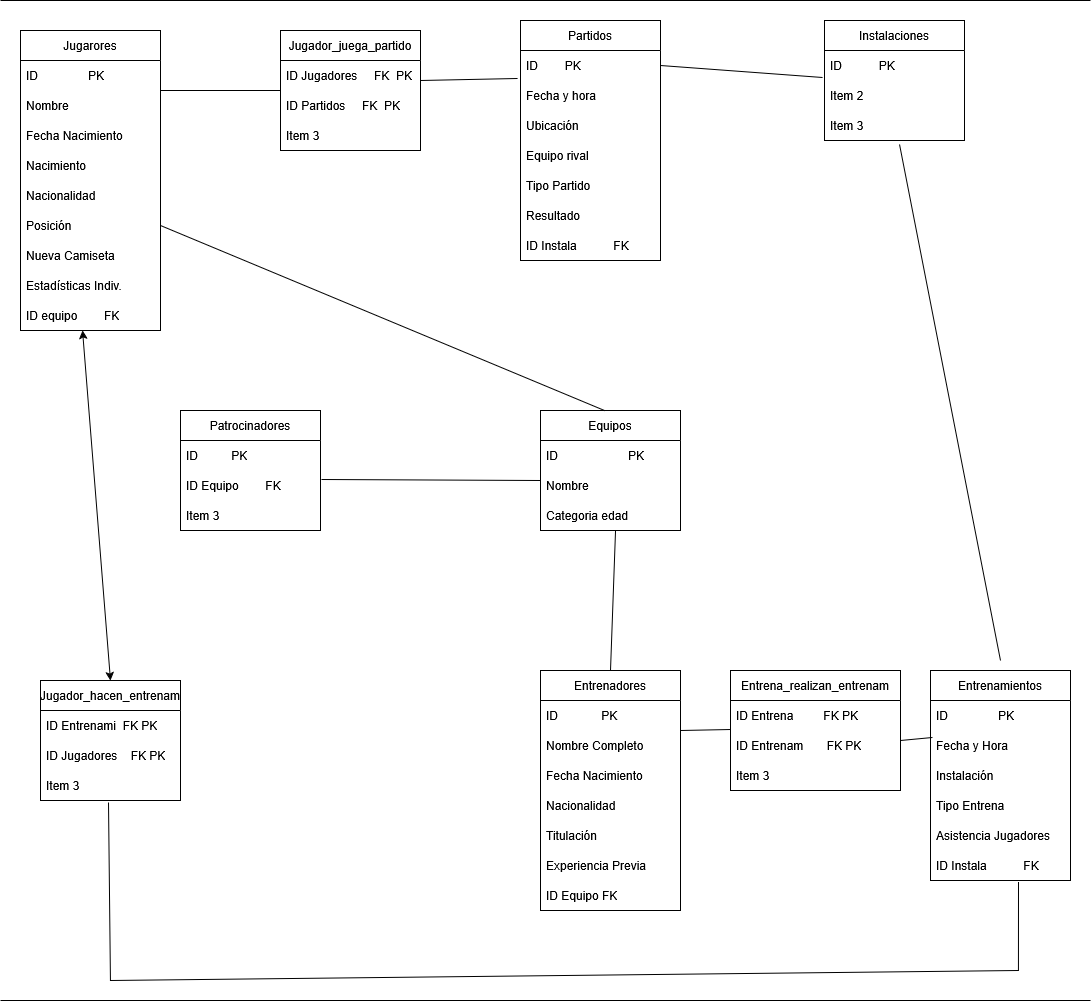 Jugarores
ID PK
Nombre
Fecha Nacimiento
Nacimiento
Nacionalidad
Posición
Nueva Camiseta
Estadísticas Indiv.
ID equipo FK
Jugador_juega_partido
ID Jugadores FK PK
ID Partidos FK PK
Item 3
Partidos
ID PK
Fecha y hora
Ubicación
Equipo rival
Tipo Partido
Resultado
ID Instala FK
Instalaciones
ID PK
Item 2
Item 3
Patrocinadores
ID PK
ID Equipo FK
Item 3
Equipos
ID PK
Nombre
Categoria edad
Jugador_hacen_entrenam
ID Entrenami FK PK
ID Jugadores FK PK
Item 3
Entrenadores
ID PK
Nombre Completo
Fecha Nacimiento
Nacionalidad
Titulación
Experiencia Previa
ID Equipo FK
Entrena_realizan_entrenam
ID Entrena FK PK
ID Entrenam FK PK
Item 3
Entrenamientos
ID PK
Fecha y Hora
Instalación
Tipo Entrena
Asistencia Jugadores
ID Instala FK